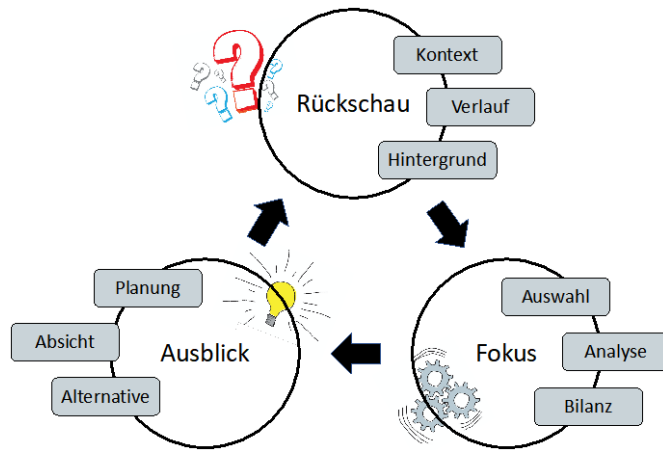 Rückschau
Kontext
Verlauf
Hintergrund
Fokus
Auswahl
Analyse
Bilanz
Ausblick
Planung
Absicht
Alternative